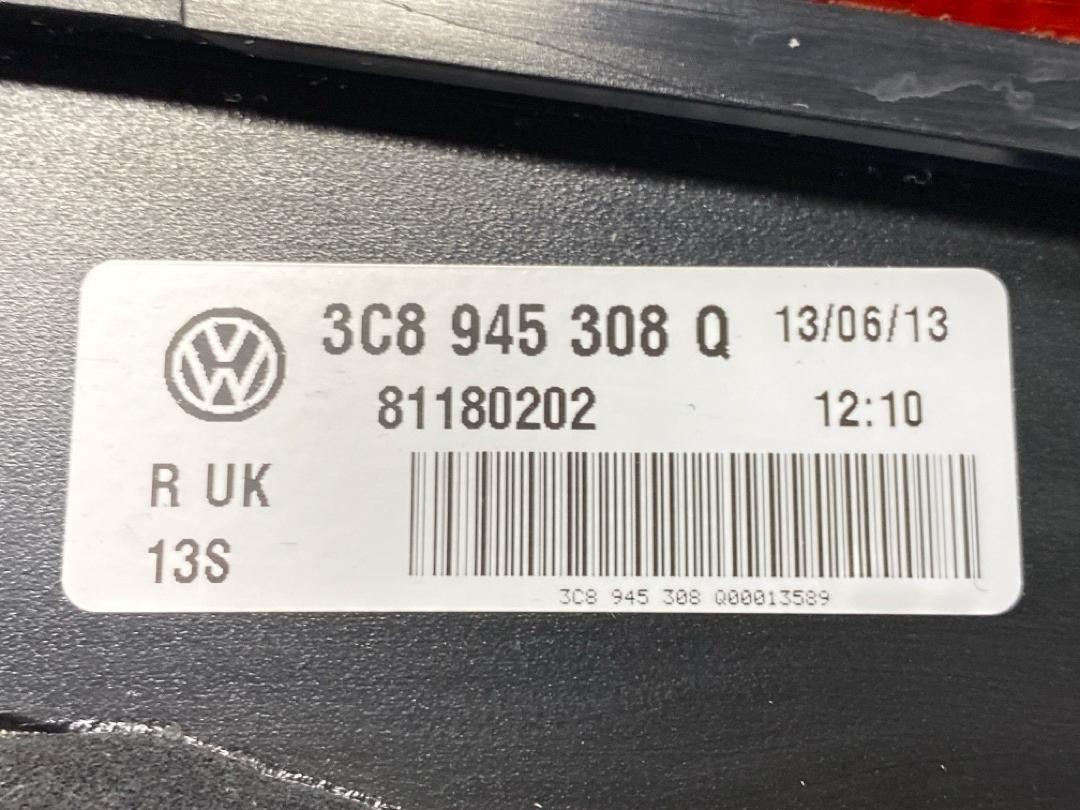 3C8 945 308 Q 13/06/13
81180202 12:10
R UK
13S
3C8 945 308 Q00013589